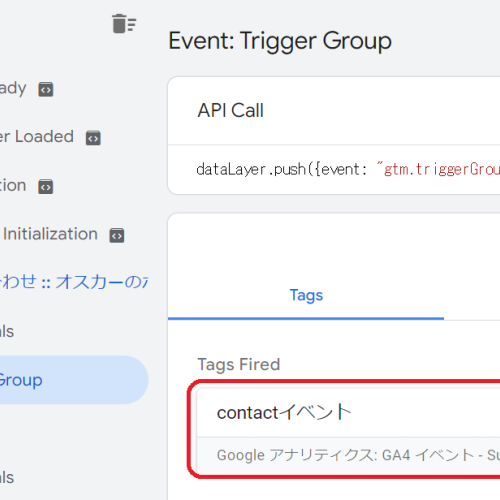 Event: Trigger Group
ady
API Call
er Loaded
dataLayer.push({event: "gtm.triggerGrou
tion
Initialization
わせ :: オスカーの
Tags
ls
Tags Fired
Group
contactイベント
Google アナリティクス: GA4 イベント - Su
ls